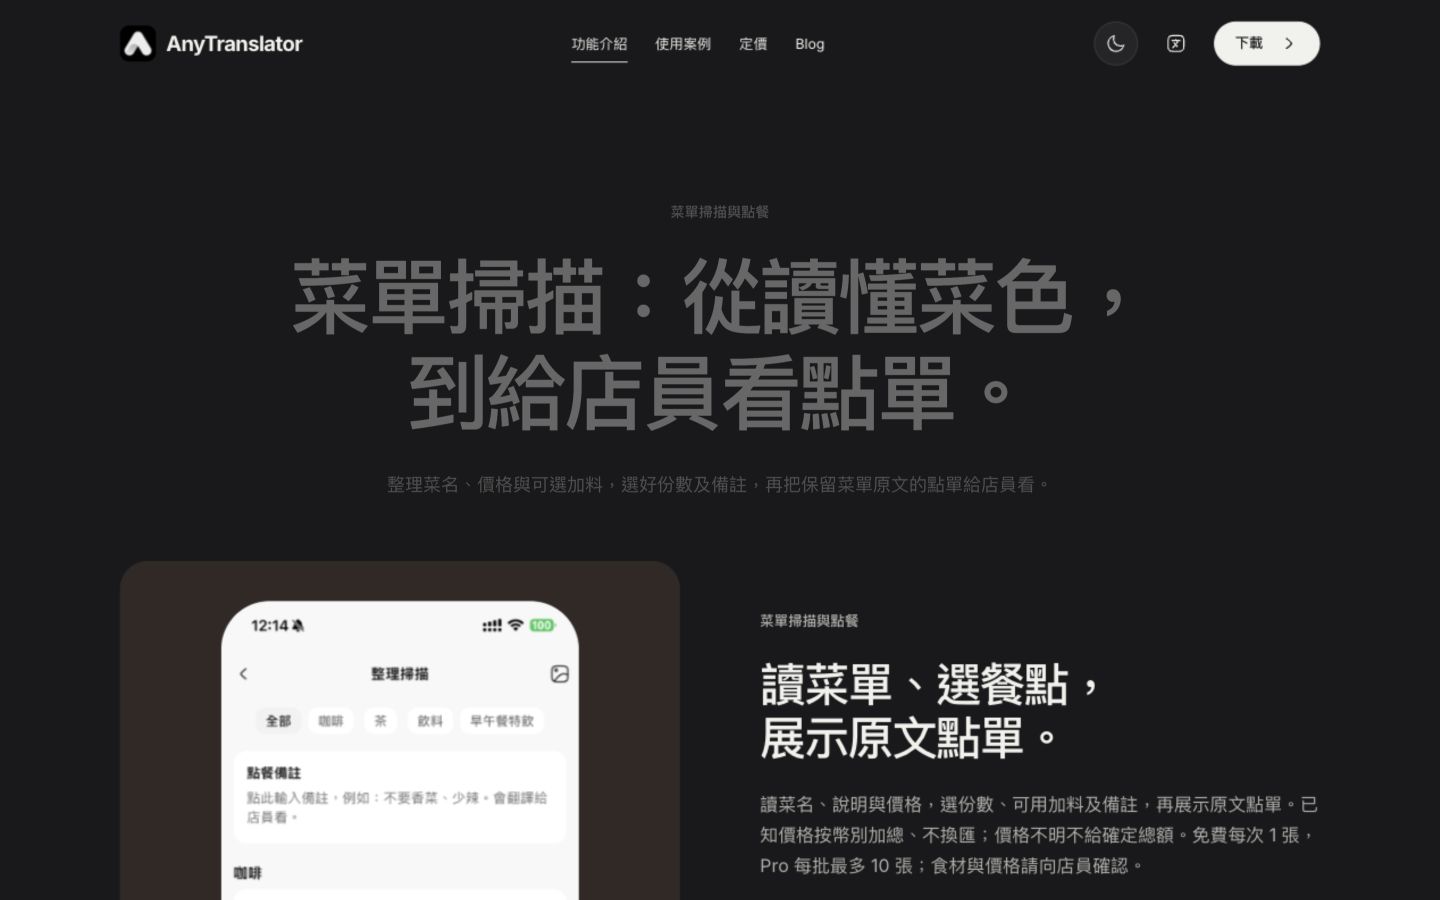 AnyTranslator
功能介紹
使用案例
定價
Blog
下載
菜單掃描與點餐
菜單掃描：從讀懂菜色，
到給店員看點單。
整理菜名、價格與可選加料，選好份數及備註，再把保留菜單原文的點單給店員看。
12:14
100
整理掃描
全部
咖啡
茶
飲料
早午餐特飲
點餐備註
點此輸入備註，例如：不要香菜、少辣。會翻譯給
店員看。
咖啡
菜單掃描與點餐
讀菜單、選餐點，
展示原文點單。
讀菜名、說明與價格，選份數、可用加料及備註，再展示原文點單。已
知價格按幣別加總、不換匯；價格不明不給確定總額。免費每次 1 張，
Pro 每批最多 10 張；食材與價格請向店員確認。